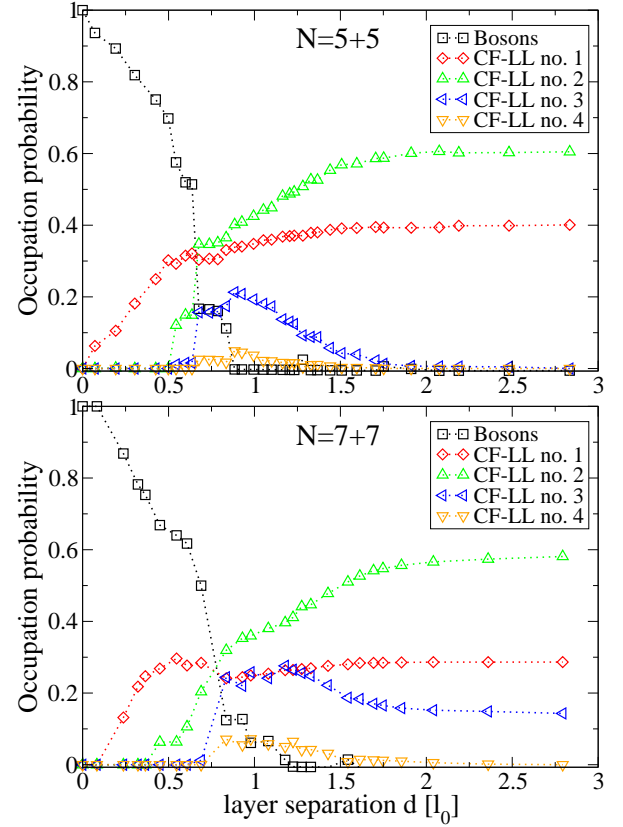 N=5+5
Bosons
CF-LL no. 1
CF-LL no. 2
CF-LL no. 3
CF-LL no. 4
Occupation probability
1
0.8
0.6
0.4
0.2
0
0 0.5 1 1.5 2 2.5 3
N=7+7
Bosons
CF-LL no. 1
CF-LL no. 2
CF-LL no. 3
CF-LL no. 4
Occupation probability
1
0.8
0.6
0.4
0.2
0
0 0.5 1 1.5 2 2.5 3
layer separation d [l_0]